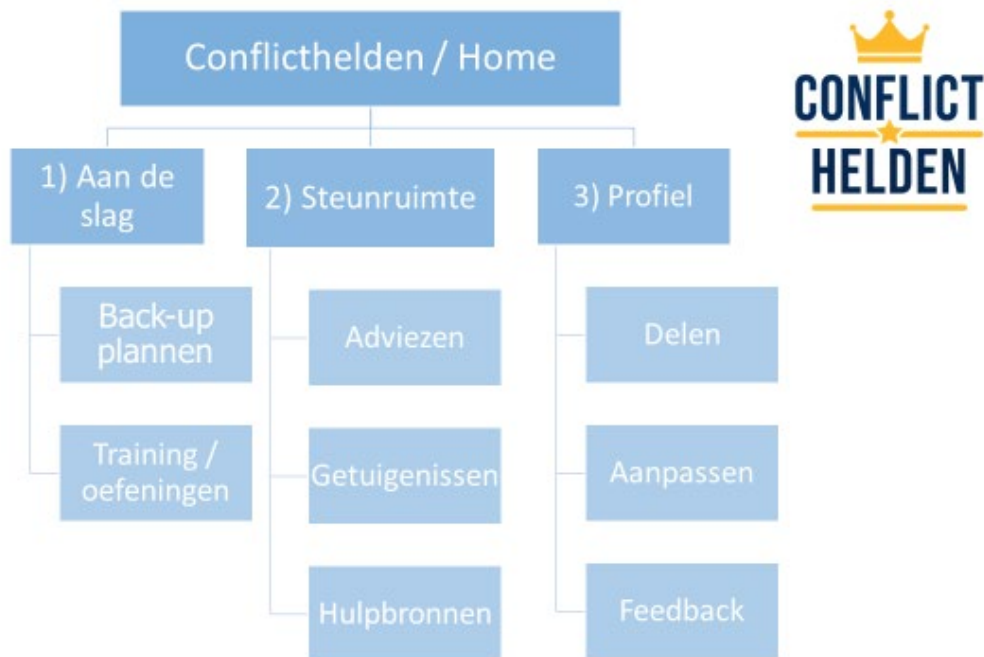 Conflicthelden / Home
CONFLICT
HELDEN
1) Aan de
slag
2) Steunruimte
3) Profiel
Back-up
plannen
Training /
oefeningen
Adviezen
Getuigenissen
Hulpbronnen
Delen
Aanpassen
Feedback